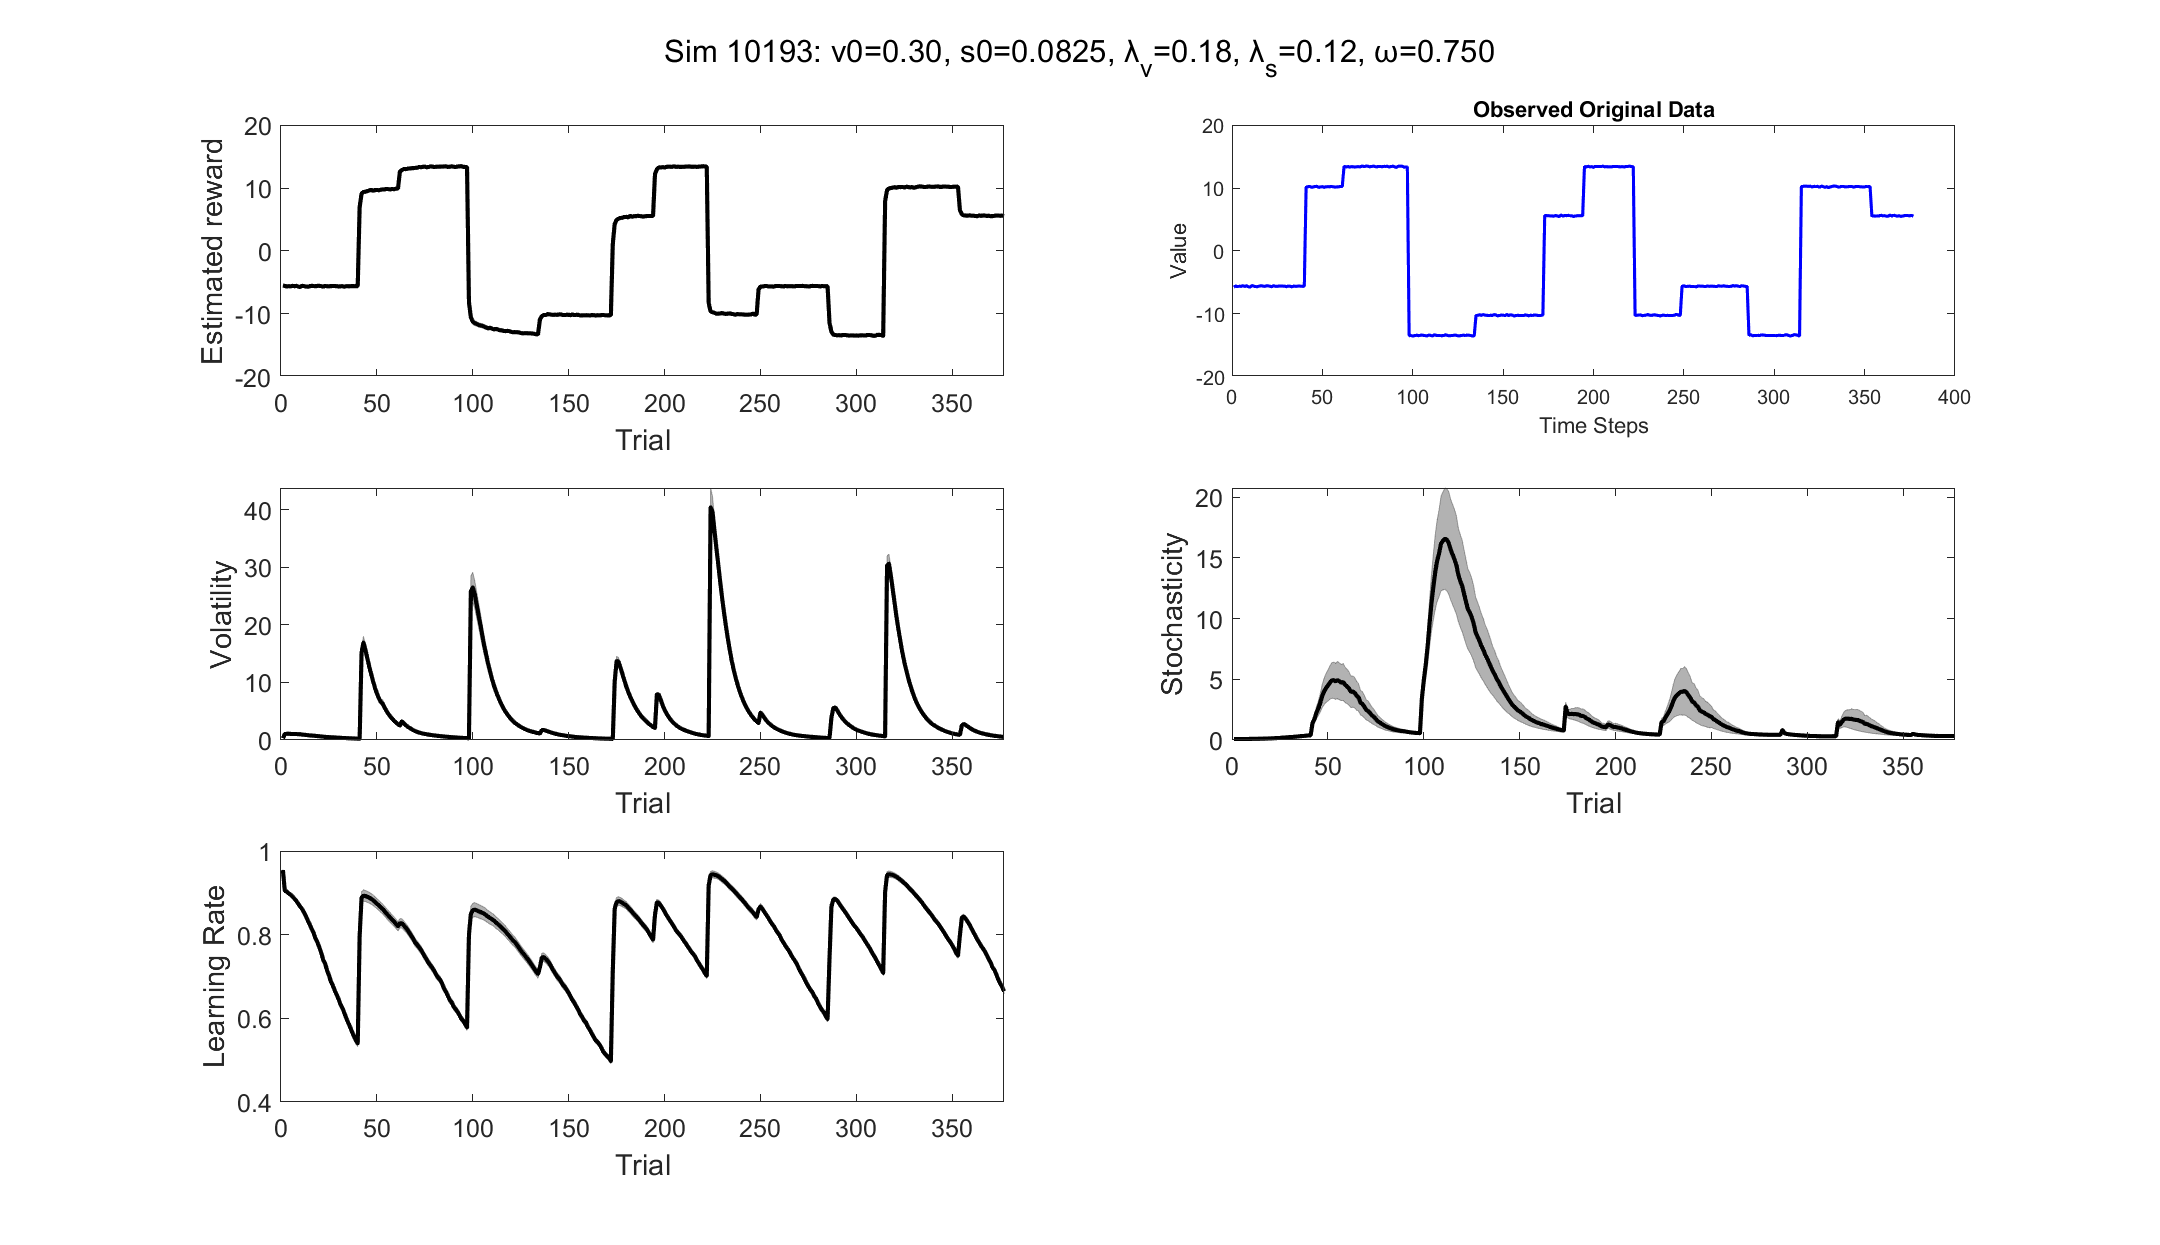 Sim 10193: v0=0.30, s0=0.0825, λ_v=0.18, λ_s=0.12, ω=0.750
20
10
0
-10
-20
Estimated reward
0 50 100 150 200 250 300 350
Trial
Observed Original Data
20
10
0
-10
-20
Value
0 50 100 150 200 250 300 350 400
Time Steps
40
30
20
10
0
Volatility
0 50 100 150 200 250 300 350
Trial
20
15
10
5
0
Stochasticity
0 50 100 150 200 250 300 350
Trial
1
0.8
0.6
0.4
Learning Rate
0 50 100 150 200 250 300 350
Trial